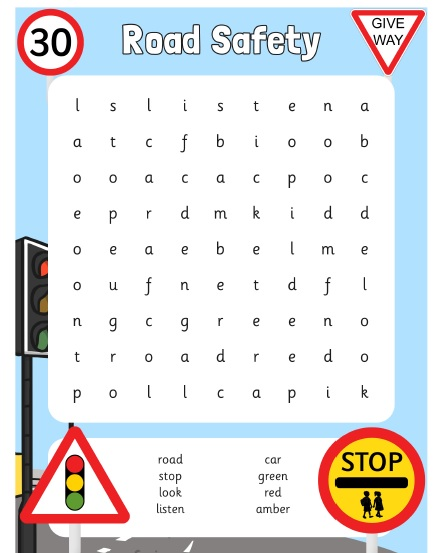 30
Road Safety
GIVE
WAY
l s l i s t e n a
a t c f b i o o b
o o a c a c p o c
e p r d m k i d d
o e a e b e l m e
o u f n e t d f l
n g c g r e e n o
t r o a d r e d o
p o l l c a p i k
road
stop
look
listen
car
green
red
amber
STOP